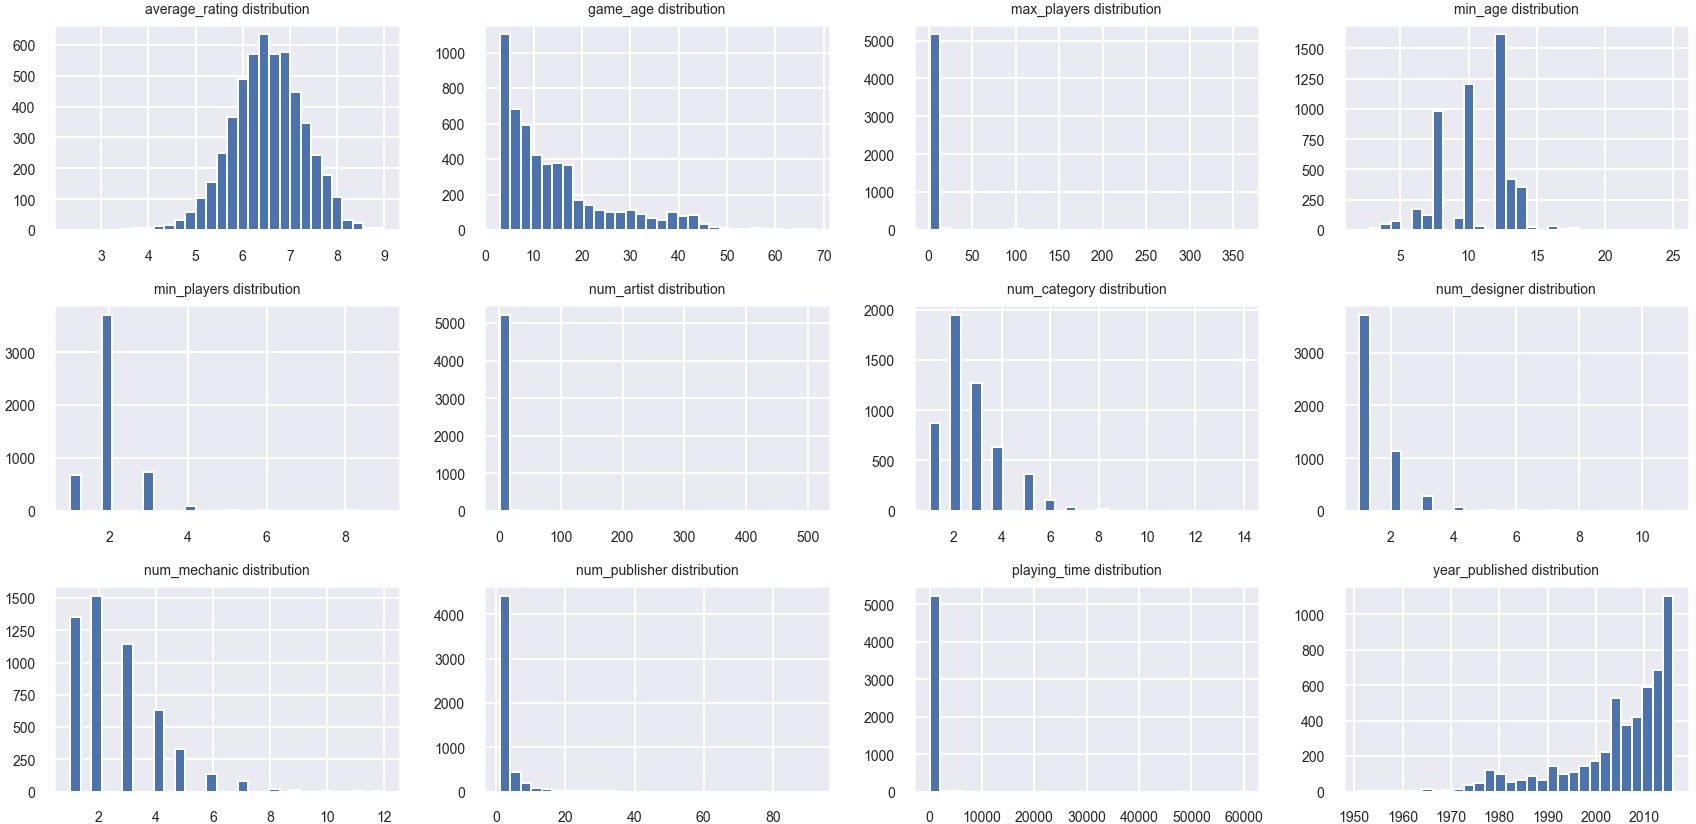 average_rating distribution
600
500
400
300
200
100
0
3 4 5 6 7 8 9
game_age distribution
1000
800
600
400
200
0
0 10 20 30 40 50 60 70
max_players distribution
5000
4000
3000
2000
1000
0
0 50 100 150 200 250 300 350
min_age distribution
1500
1250
1000
750
500
250
0
5 10 15 20 25
min_players distribution
3000
2000
1000
0
2 4 6 8
num_artist distribution
5000
4000
3000
2000
1000
0
0 100 200 300 400 500
num_category distribution
2000
1500
1000
500
0
2 4 6 8 10 12 14
num_designer distribution
3000
2000
1000
0
2 4 6 8 10
num_mechanic distribution
1500
1250
1000
750
500
250
0
2 4 6 8 10 12
num_publisher distribution
4000
3000
2000
1000
0
0 20 40 60 80
playing_time distribution
5000
4000
3000
2000
1000
0
0 10000 20000 30000 40000 50000 60000
year_published distribution
1000
800
600
400
200
0
1950 1960 1970 1980 1990 2000 2010